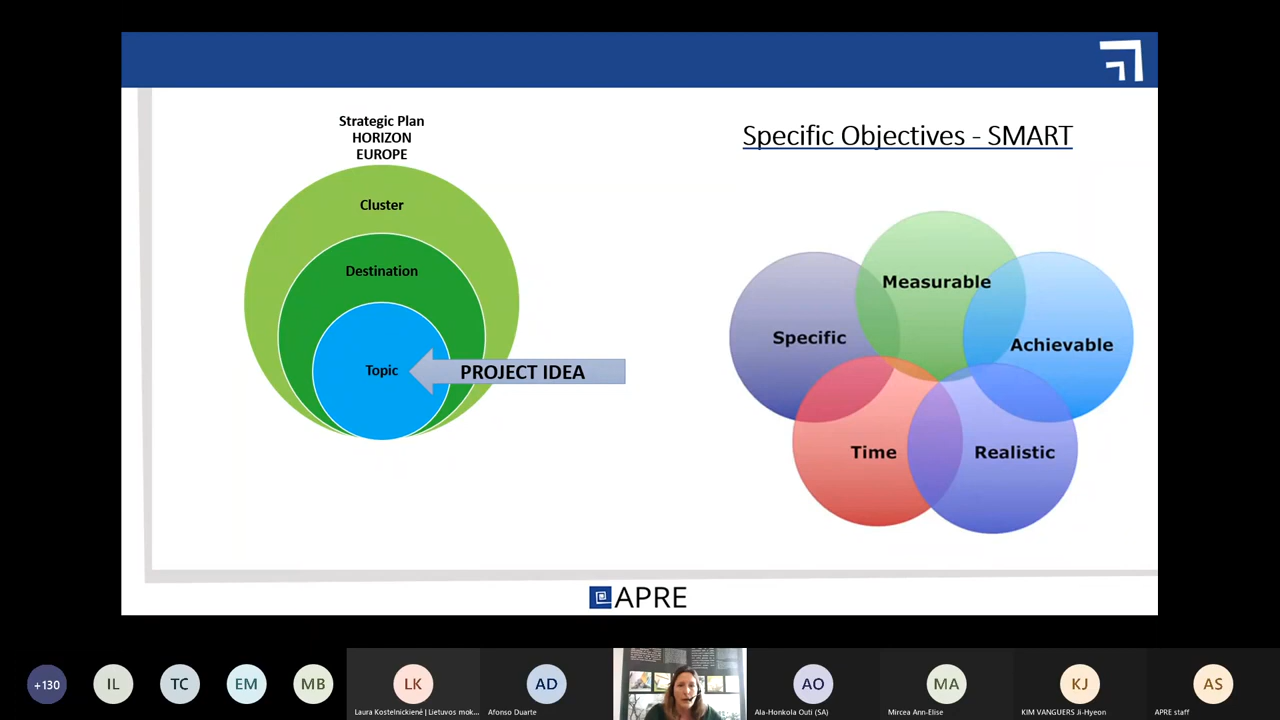 Strategic Plan
HORIZON
EUROPE
Cluster
Destination
Topic
PROJECT IDEA
Specific Objectives - SMART
Measurable
Specific
Achievable
Time
Realistic
APRE
+130
IL
TC
EM
MB
LK
AD
AO
MA
KJ
AS
Laura Kostelnickienė | Lietuvos mok...
Afonso Duarte
Ala-Honkola Outi (SA)
Mircea Ann-Elise
KIM VANGUERS Ji-Hyeon
APRE staff